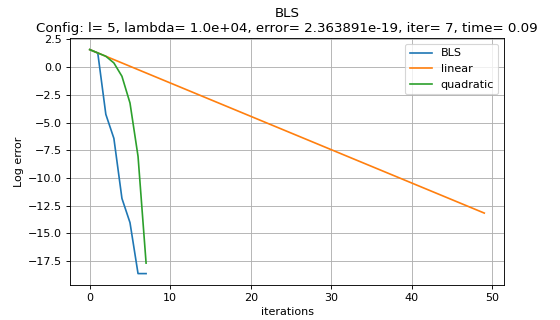 BLS
Config: l= 5, lambda= 1.0e+04, error= 2.363891e-19, iter= 7, time= 0.09
2.5
0.0
−2.5
−5.0
−7.5
−10.0
−12.5
−15.0
−17.5
Log error
BLS
linear
quadratic
0 10 20 30 40 50
iterations